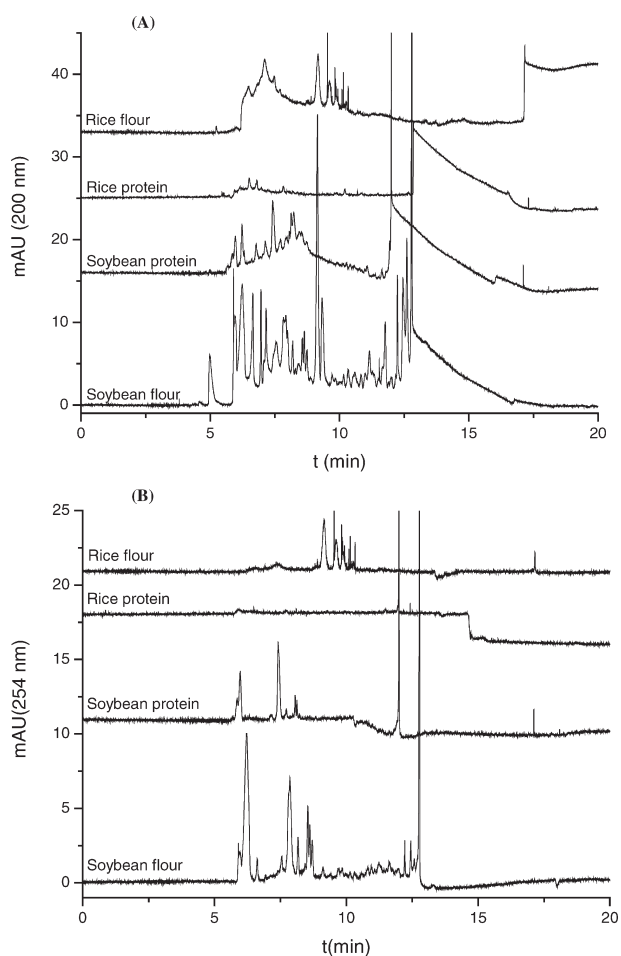 (A)
40
30
20
10
0
mAU (200 nm)
Rice flour
Rice protein
Soybean protein
Soybean flour
0 5 10 15 20
t (min)
(B)
25
20
15
10
5
0
mAU(254 nm)
Rice flour
Rice protein
Soybean protein
Soybean flour
0 5 10 15 20
t(min)